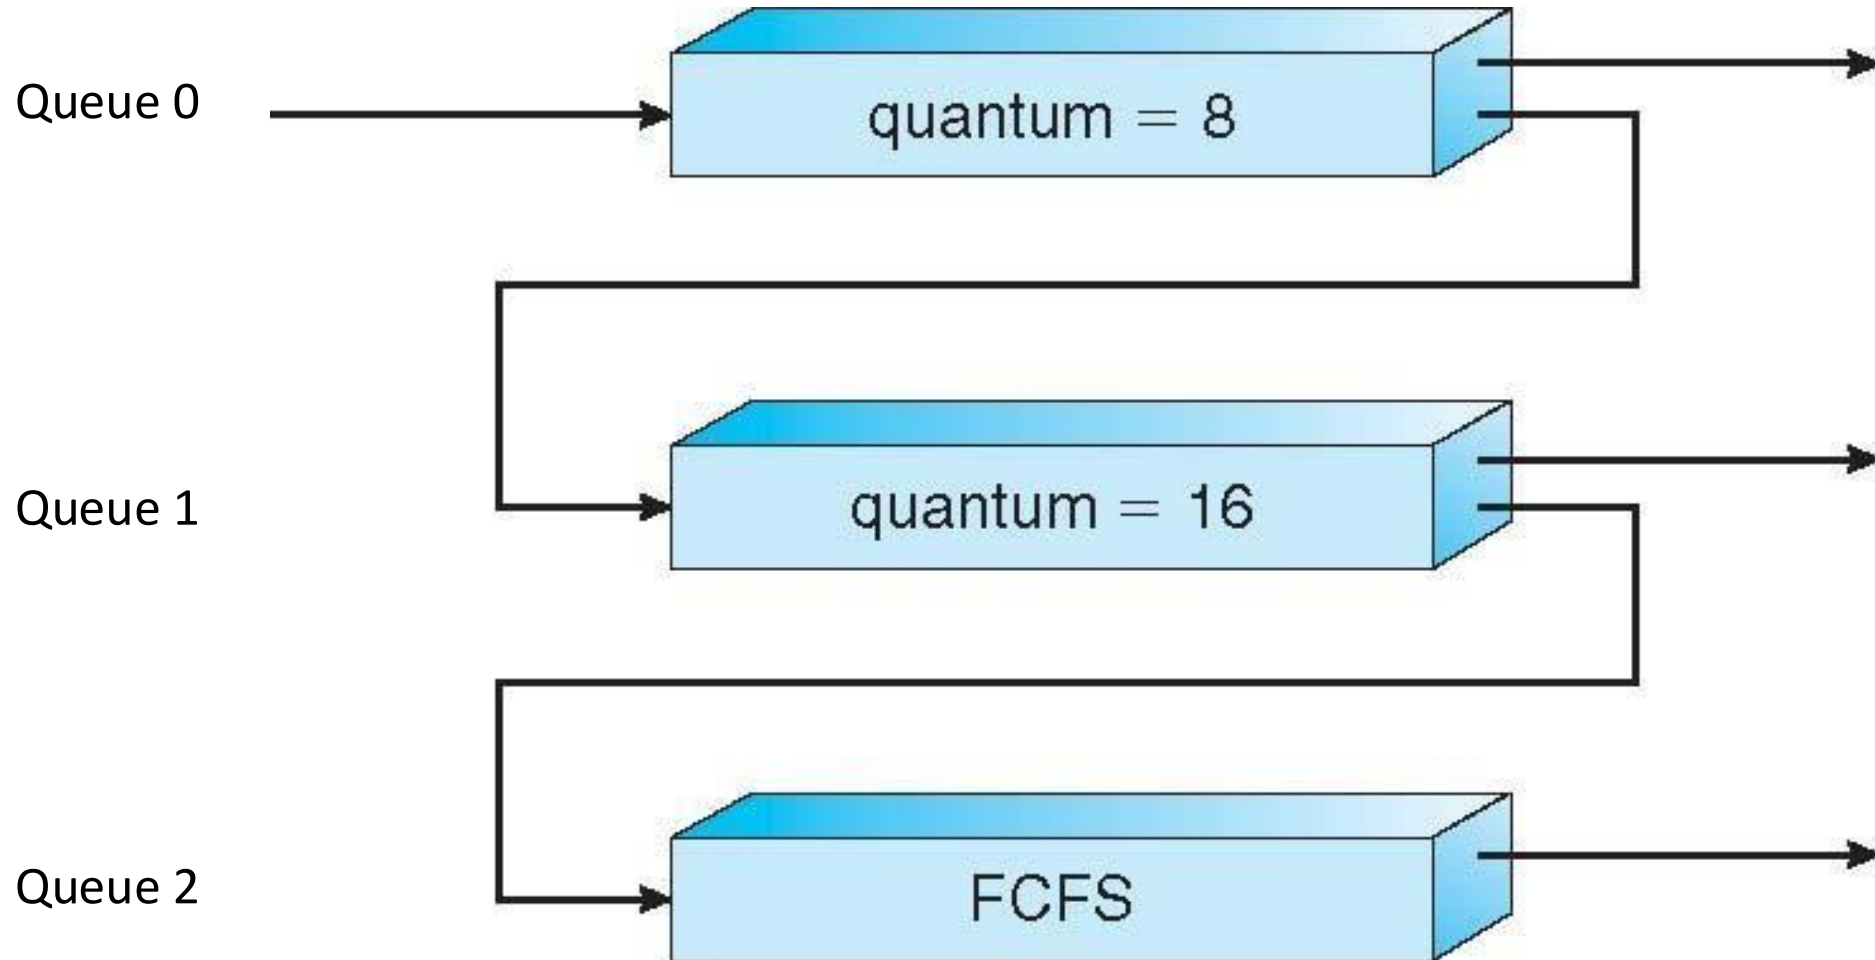 Queue 0
quantum = 8
Queue 1
quantum = 16
Queue 2
FCFS